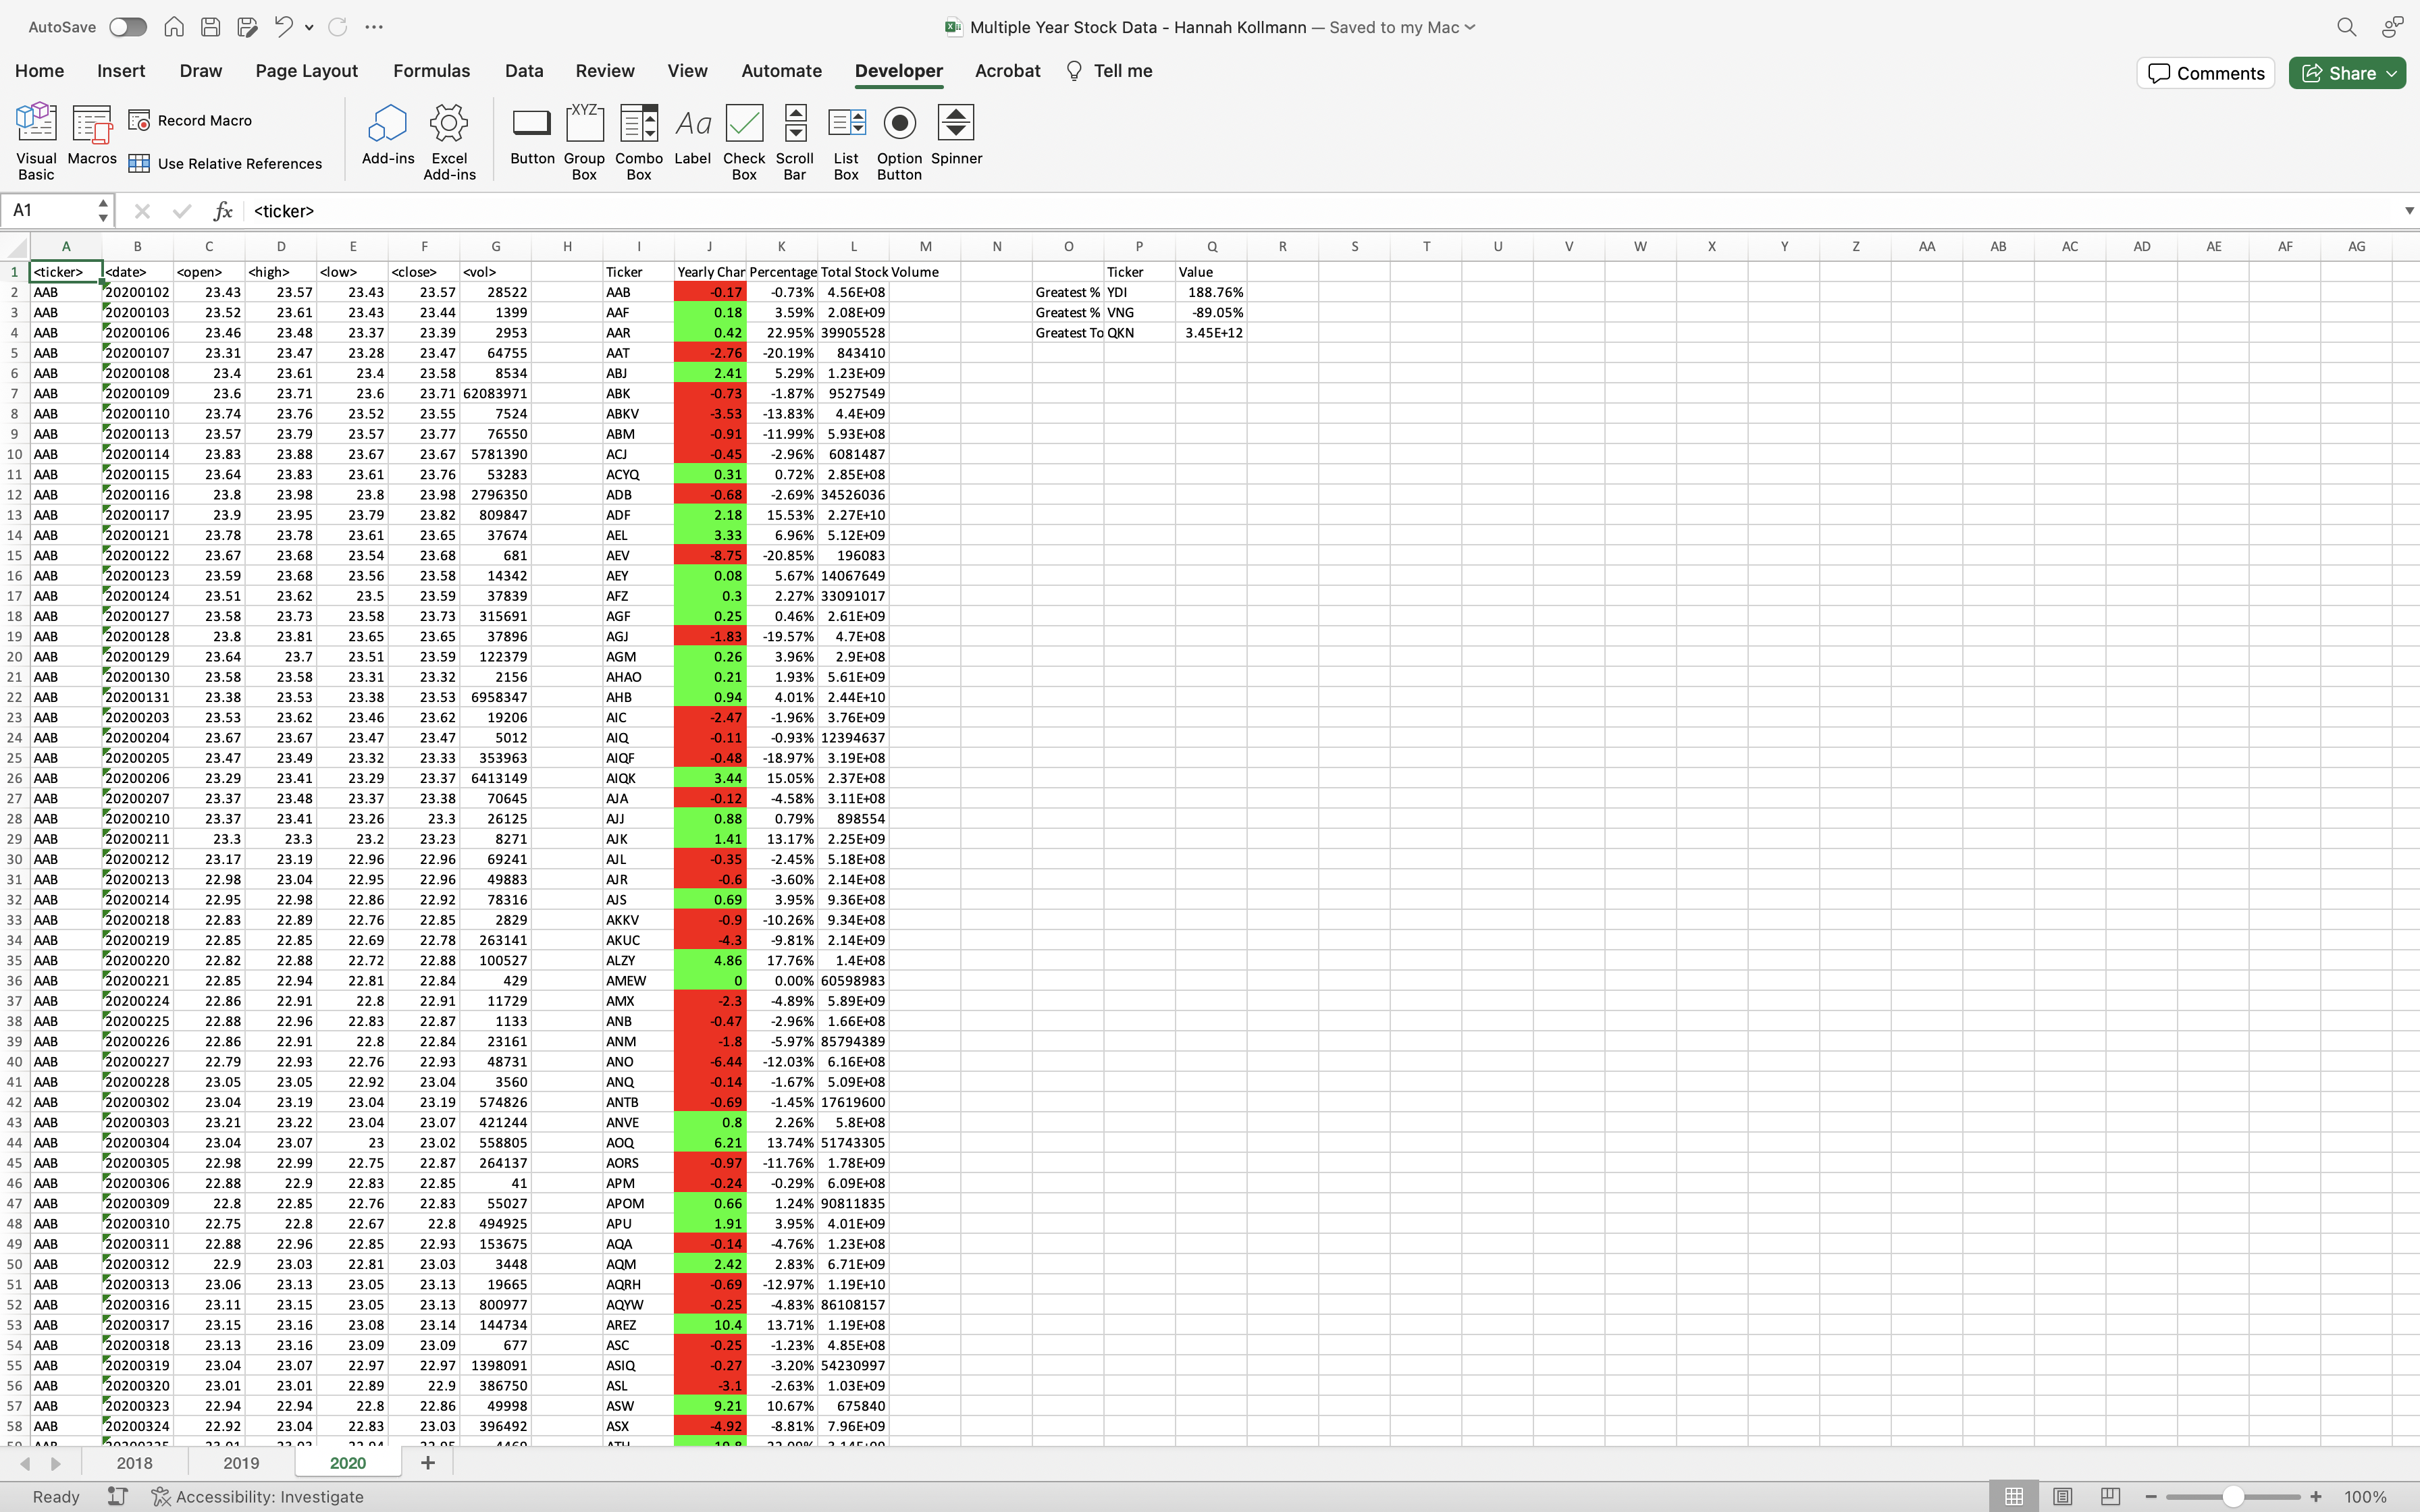 AutoSave
Multiple Year Stock Data - Hannah Kollmann — Saved to my Mac
Home Insert Draw Page Layout Formulas Data Review View Automate Developer Acrobat Tell me Comments Share
Visual Basic Macros Record Macro Use Relative References Add-ins Excel Add-ins Button Group Box Combo Box Label Check Box Scroll Bar List Box Option Button Spinner
A1 fx <ticker>
A B C D E F G H I J K L M N O P Q R S T U V W X Y Z AA AB AC AD AE AF AG
1 <ticker> <date> <open> <high> <low> <close> <vol> Ticker Yearly Char Percentage Total Stock Volume Ticker Value
2 AAB 20200102 23.43 23.57 23.43 23.57 28522 AAB -0.17 -0.73% 4.56E+08 Greatest % YDI 188.76%
3 AAB 20200103 23.52 23.61 23.43 23.44 1399 AAF 0.18 3.59% 2.08E+09 Greatest % VNG -89.05%
4 AAB 20200106 23.46 23.48 23.37 23.39 2953 AAR 0.42 22.95% 39905528 Greatest To QKN 3.45E+12
5 AAB 20200107 23.31 23.47 23.28 23.47 64755 AAT -2.76 -20.19% 843410
6 AAB 20200108 23.4 23.61 23.4 23.58 8534 ABJ 2.41 5.29% 1.23E+09
7 AAB 20200109 23.6 23.71 23.6 23.71 62083971 ABK -0.73 -1.87% 9527549
8 AAB 20200110 23.74 23.76 23.52 23.55 7524 ABKV -3.53 -13.83% 4.4E+09
9 AAB 20200113 23.57 23.79 23.57 23.77 76550 ABM -0.91 -11.99% 5.93E+08
10 AAB 20200114 23.83 23.88 23.67 23.67 5781390 ACJ -0.45 -2.96% 6081487
11 AAB 20200115 23.64 23.83 23.61 23.76 53283 ACYQ 0.31 0.72% 2.85E+08
12 AAB 20200116 23.8 23.98 23.8 23.98 2796350 ADB -0.68 -2.69% 34526036
13 AAB 20200117 23.9 23.95 23.79 23.82 809847 ADF 2.18 15.53% 2.27E+10
14 AAB 20200121 23.78 23.78 23.61 23.65 37674 AEL 3.33 6.96% 5.12E+09
15 AAB 20200122 23.67 23.68 23.54 23.68 681 AEV -8.75 -20.85% 196083
16 AAB 20200123 23.59 23.68 23.56 23.58 14342 AEY 0.08 5.67% 14067649
17 AAB 20200124 23.51 23.62 23.5 23.59 37839 AFZ 0.3 2.27% 33091017
18 AAB 20200127 23.58 23.73 23.58 23.73 315691 AGF 0.25 0.46% 2.61E+09
19 AAB 20200128 23.8 23.81 23.65 23.65 37896 AGJ -1.83 -19.57% 4.7E+08
20 AAB 20200129 23.64 23.7 23.51 23.59 122379 AGM 0.26 3.96% 2.9E+08
21 AAB 20200130 23.58 23.58 23.31 23.32 2156 AHAO 0.21 1.93% 5.61E+09
22 AAB 20200131 23.38 23.53 23.38 23.53 6958347 AHB 0.94 4.01% 2.44E+10
23 AAB 20200203 23.53 23.62 23.46 23.62 19206 AIC -2.47 -1.96% 3.76E+09
24 AAB 20200204 23.67 23.67 23.47 23.47 5012 AIQ -0.11 -0.93% 12394637
25 AAB 20200205 23.47 23.49 23.32 23.33 353963 AIQF -0.48 -18.97% 3.19E+08
26 AAB 20200206 23.29 23.41 23.29 23.37 6413149 AIQK 3.44 15.05% 2.37E+08
27 AAB 20200207 23.37 23.48 23.37 23.38 70645 AJA -0.12 -4.58% 3.11E+08
28 AAB 20200210 23.37 23.41 23.26 23.3 26125 AJJ 0.88 0.79% 898554
29 AAB 20200211 23.3 23.3 23.2 23.23 8271 AJK 1.41 13.17% 2.25E+09
30 AAB 20200212 23.17 23.19 22.96 22.96 69241 AJL -0.35 -2.45% 5.18E+08
31 AAB 20200213 22.98 23.04 22.95 22.96 49883 AJR -0.6 -3.60% 2.14E+08
32 AAB 20200214 22.95 22.98 22.86 22.92 78316 AJS 0.69 3.95% 9.36E+08
33 AAB 20200218 22.83 22.89 22.76 22.85 2829 AKKV -0.9 -10.26% 9.34E+08
34 AAB 20200219 22.85 22.85 22.69 22.78 263141 AKUC -4.3 -9.81% 2.14E+09
35 AAB 20200220 22.82 22.88 22.72 22.88 100527 ALZY 4.86 17.76% 1.4E+08
36 AAB 20200221 22.85 22.94 22.81 22.84 429 AMEW 0 0.00% 60598983
37 AAB 20200224 22.86 22.91 22.8 22.91 11729 AMX -2.3 -4.89% 5.89E+09
38 AAB 20200225 22.88 22.96 22.83 22.87 1133 ANB -0.47 -2.96% 1.66E+08
39 AAB 20200226 22.86 22.91 22.8 22.84 23161 ANM -1.8 -5.97% 85794389
40 AAB 20200227 22.79 22.93 22.76 22.93 48731 ANO -6.44 -12.03% 6.16E+08
41 AAB 20200228 23.05 23.05 22.92 23.04 3560 ANQ -0.14 -1.67% 5.09E+08
42 AAB 20200302 23.04 23.19 23.04 23.19 574826 ANTB -0.69 -1.45% 17619600
43 AAB 20200303 23.21 23.22 23.04 23.07 421244 ANVE 0.8 2.26% 5.8E+08
44 AAB 20200304 23.04 23.07 23 23.02 558805 AOQ 6.21 13.74% 51743305
45 AAB 20200305 22.98 22.99 22.75 22.87 264137 AORS -0.97 -11.76% 1.78E+09
46 AAB 20200306 22.88 22.9 22.83 22.85 41 APM -0.24 -0.29% 6.09E+08
47 AAB 20200309 22.8 22.85 22.76 22.83 55027 APOM 0.66 1.24% 90811835
48 AAB 20200310 22.75 22.8 22.67 22.8 494925 APU 1.91 3.95% 4.01E+09
49 AAB 20200311 22.88 22.96 22.85 22.93 153675 AQA -0.14 -4.76% 1.23E+08
50 AAB 20200312 22.9 23.03 22.81 23.03 3448 AQM 2.42 2.83% 6.71E+09
51 AAB 20200313 23.06 23.13 23.05 23.13 19665 AQRH -0.69 -12.97% 1.19E+10
52 AAB 20200316 23.11 23.15 23.05 23.13 800977 AQYW -0.25 -4.83% 86108157
53 AAB 20200317 23.15 23.16 23.08 23.14 144734 AREZ 10.4 13.71% 1.19E+08
54 AAB 20200318 23.13 23.16 23.09 23.09 677 ASC -0.25 -1.23% 4.85E+08
55 AAB 20200319 23.04 23.07 22.97 22.97 1398091 ASIQ -0.27 -3.20% 54230997
56 AAB 20200320 23.01 23.01 22.89 22.9 386750 ASL -3.1 -2.63% 1.03E+09
57 AAB 20200323 22.94 22.94 22.8 22.86 49998 ASW 9.21 10.67% 675840
58 AAB 20200324 22.92 23.04 22.83 23.03 396492 ASX -4.92 -8.81% 7.96E+09
2018 2019 2020
Ready Accessibility: Investigate 100%